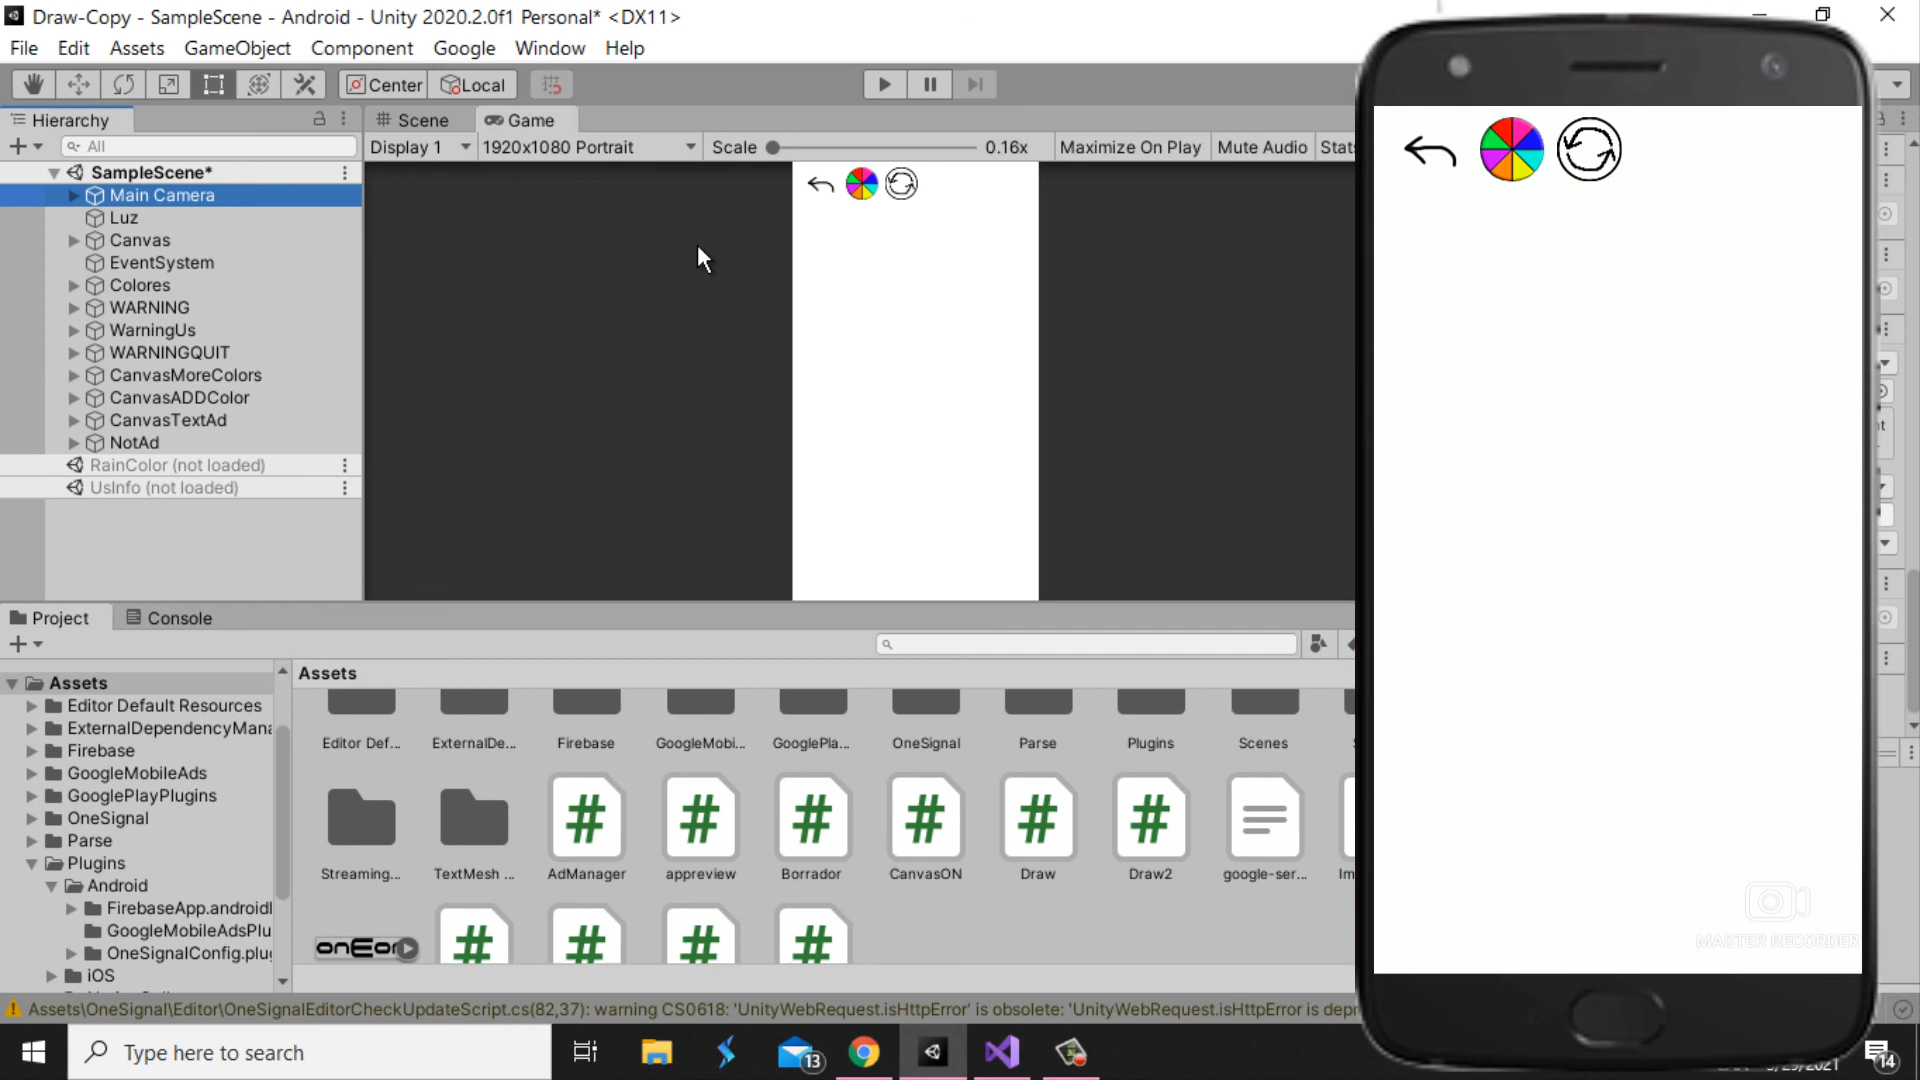 Draw-Copy - SampleScene - Android - Unity 2020.2.0f1 Personal* <DX11>
File Edit Assets GameObject Component Google Window Help
Center Local
Hierarchy
Scene Game
All
Display 1 1920x1080 Portrait Scale 0.16x Maximize On Play Mute Audio Stats
SampleScene*
Main Camera
Luz
Canvas
EventSystem
Colores
WARNING
WarningUs
WARNINGQUIT
CanvasMoreColors
CanvasADDColor
CanvasTextAd
NotAd
RainColor (not loaded)
UsInfo (not loaded)
Project Console
Assets
Editor Default Resources
ExternalDependencyMana
Firebase
GoogleMobileAds
GooglePlayPlugins
OneSignal
Parse
Plugins
Android
FirebaseApp.androidl
GoogleMobileAdsPlu
OneSignalConfig.plug
iOS
Assets
Editor Def... ExternalDe... Firebase GoogleMobi... GooglePla... OneSignal Parse Plugins Scenes
Streaming... TextMesh ... AdManager appreview Borrador CanvasON Draw Draw2 google-ser...
MASTER RECORDER
Assets\OneSignal\Editor\OneSignalEditorCheckUpdateScript.cs(82,37): warning CS0618: 'UnityWebRequest.isHttpError' is obsolete: 'UnityWebRequest.isHttpError is depr
Type here to search
13
14